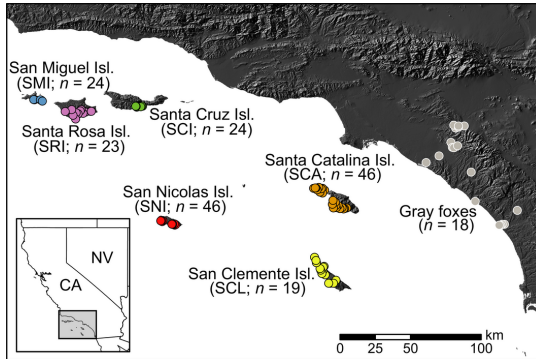 San Miguel Isl.
(SMI; n = 24)
Santa Rosa Isl.
(SRI; n = 23)
Santa Cruz Isl.
(SCI; n = 24)
Santa Catalina Isl.
(SCA; n = 46)
San Nicolas Isl.
(SNI; n = 46)
Gray foxes
(n = 18)
San Clemente Isl.
(SCL; n = 19)
NV
CA
km
0 25 50 100